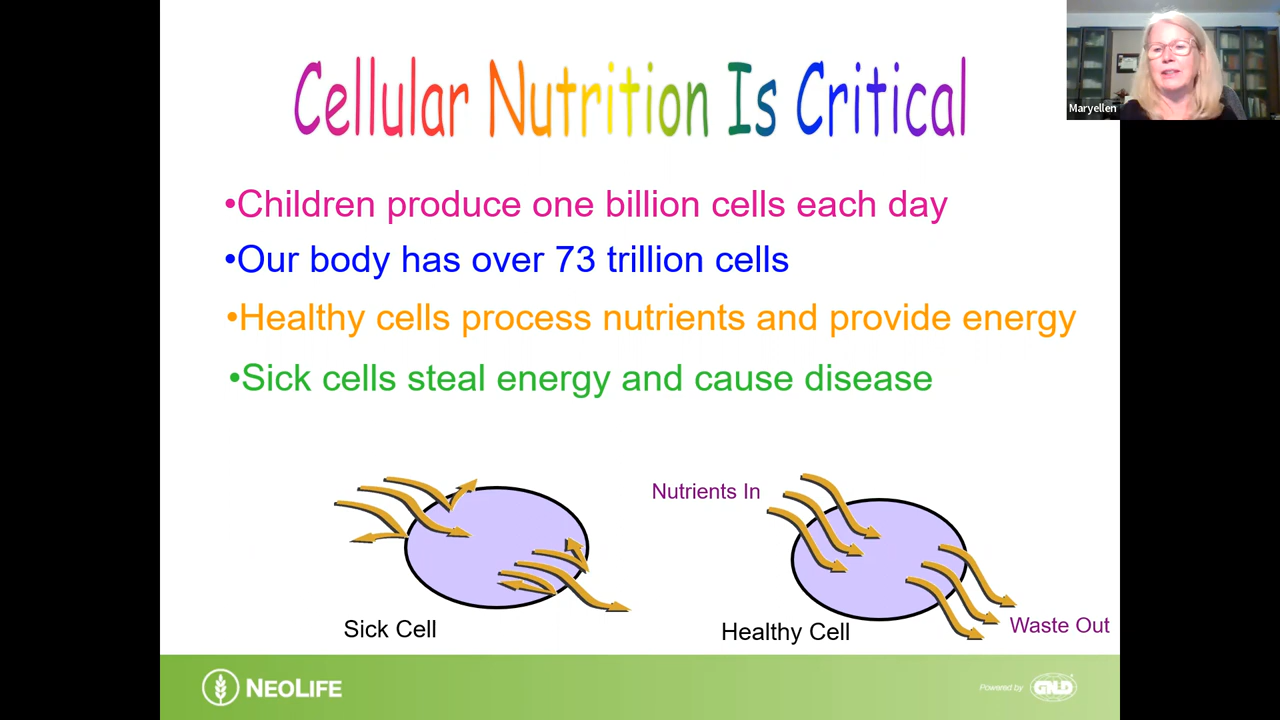 Cellular Nutrition Is Critical
Maryellen
•Children produce one billion cells each day
•Our body has over 73 trillion cells
•Healthy cells process nutrients and provide energy
•Sick cells steal energy and cause disease
Nutrients In
Sick Cell
Healthy Cell
Waste Out
NEOLIFE
Powered by GNLD